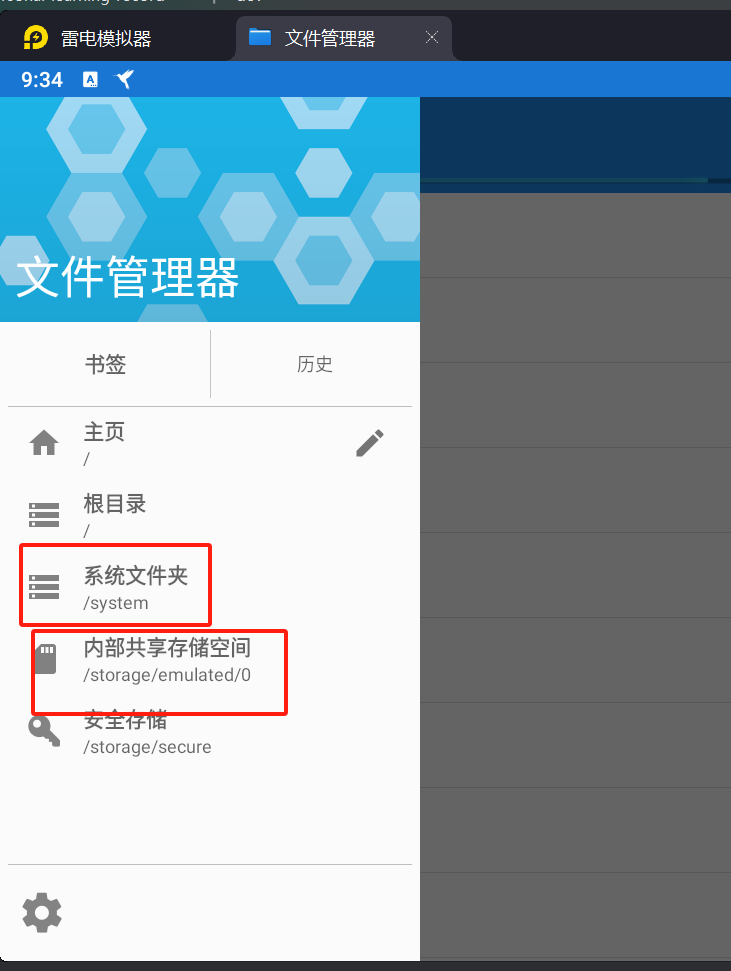 雷电模拟器
文件管理器
9:34
A
文件管理器
书签
历史
主页
/
根目录
/
系统文件夹
/system
内部共享存储空间
/storage/emulated/0
安全存储
/storage/secure